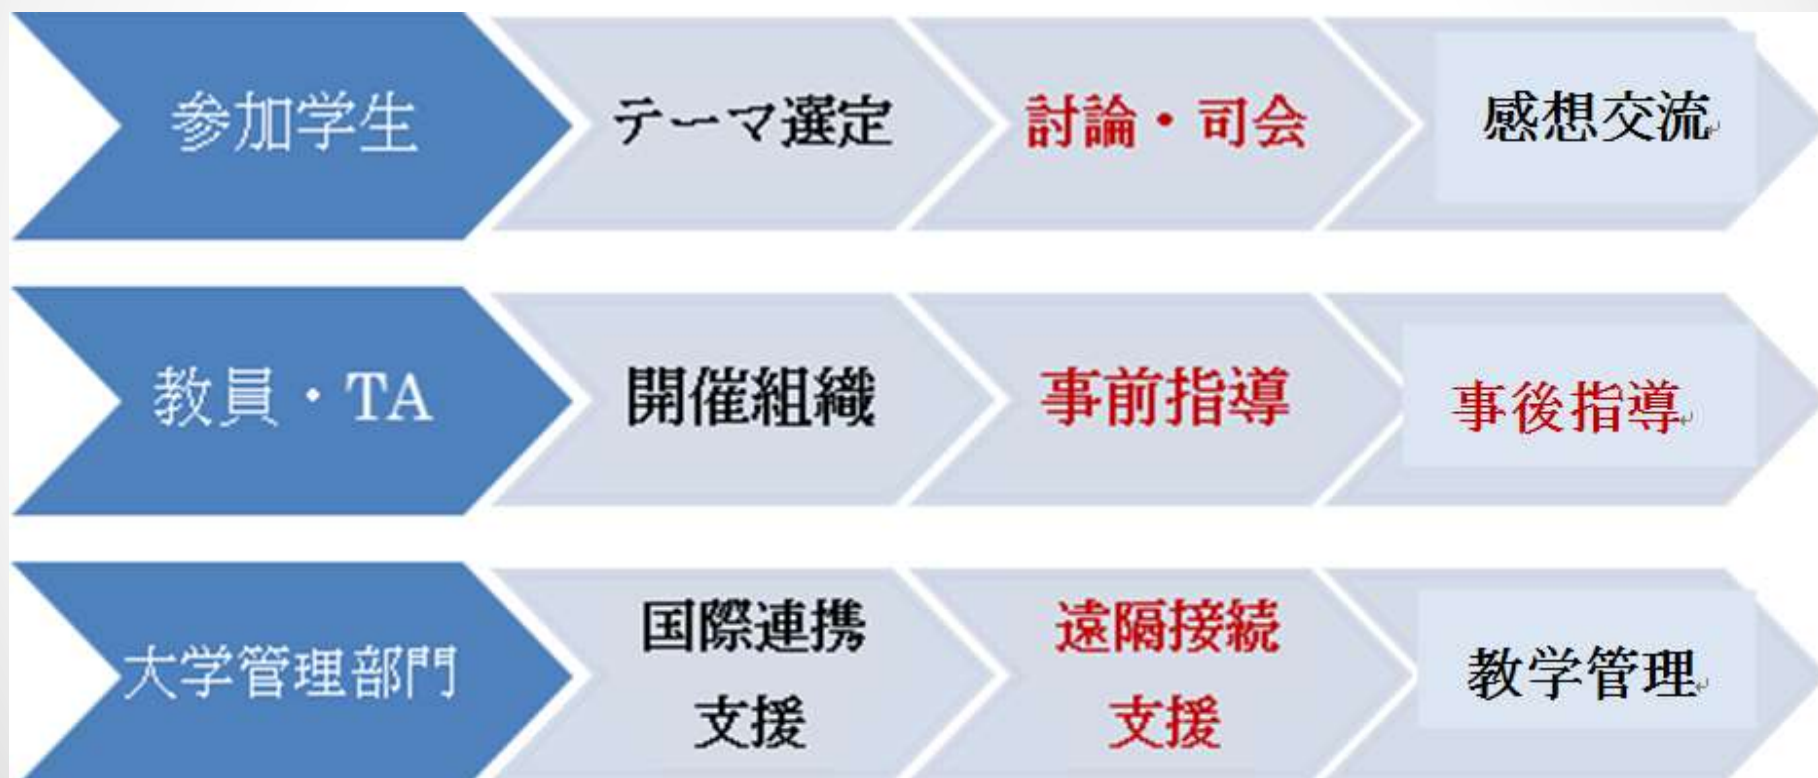 参加学生
テーマ選定
討論・司会
感想交流
教員・TA
開催組織
事前指導
事後指導
大学管理部門
国際連携
支援
遠隔接続
支援
教学管理